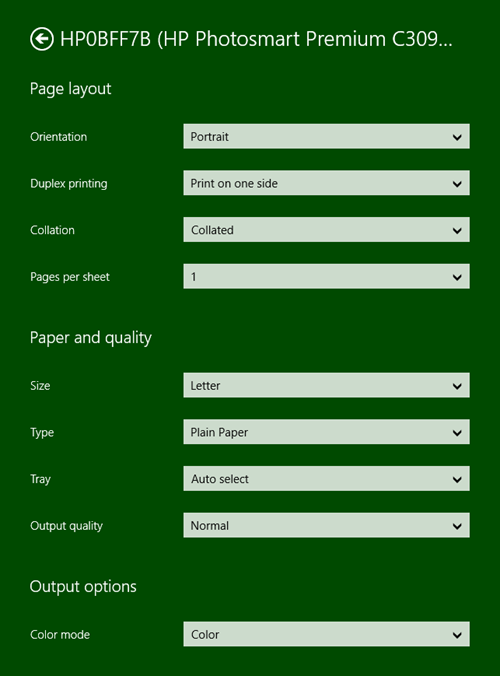 HP0BFF7B (HP Photosmart Premium C309...
Page layout
Orientation Portrait
Duplex printing Print on one side
Collation Collated
Pages per sheet 1
Paper and quality
Size Letter
Type Plain Paper
Tray Auto select
Output quality Normal
Output options
Color mode Color